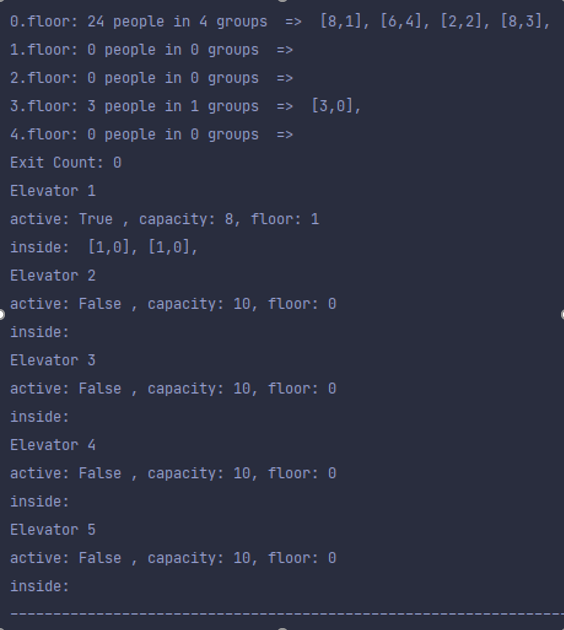 0.floor: 24 people in 4 groups  =>  [8,1], [6,4], [2,2], [8,3],
1.floor: 0 people in 0 groups  =>
2.floor: 0 people in 0 groups  =>
3.floor: 3 people in 1 groups  =>  [3,0],
4.floor: 0 people in 0 groups  =>
Exit Count: 0
Elevator 1
active: True , capacity: 8, floor: 1
inside:  [1,0], [1,0],
Elevator 2
active: False , capacity: 10, floor: 0
inside:
Elevator 3
active: False , capacity: 10, floor: 0
inside:
Elevator 4
active: False , capacity: 10, floor: 0
inside:
Elevator 5
active: False , capacity: 10, floor: 0
inside:
----------------------------------------------------------------